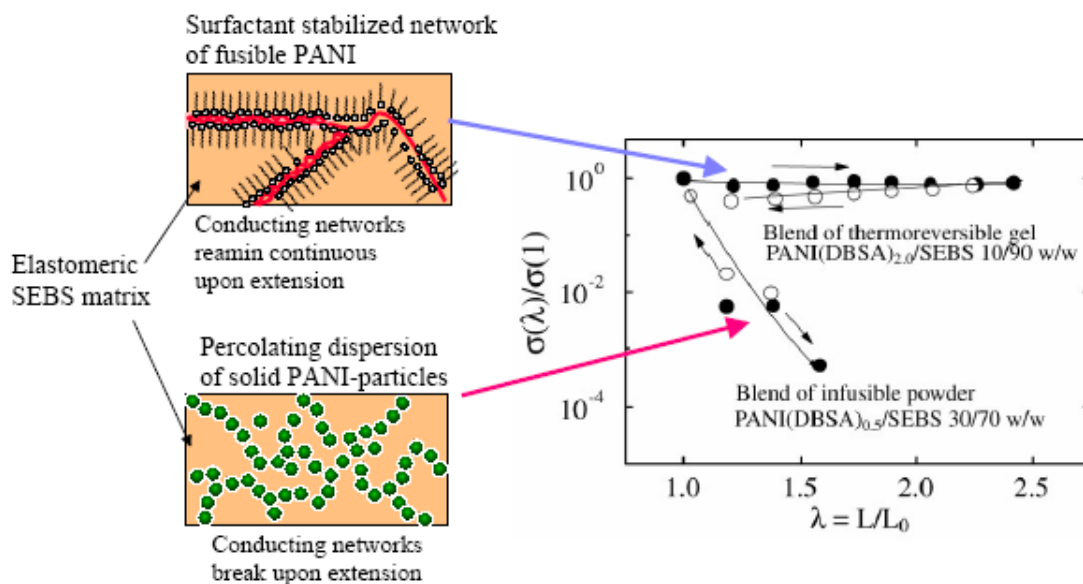 Surfactant stabilized network
of fusible PANI
Conducting networks
reamin continuous
upon extension
Elastomeric
SEBS matrix
Percolating dispersion
of solid PANI-particles
Conducting networks
break upon extension
σ(λ)/σ(1)
10⁰
10⁻²
10⁻⁴
Blend of thermoreversible gel
PANI(DBSA)₂.₀/SEBS 10/90 w/w
Blend of infusible powder
PANI(DBSA)₀.₅/SEBS 30/70 w/w
1.0 1.5 2.0 2.5
λ = L/L₀